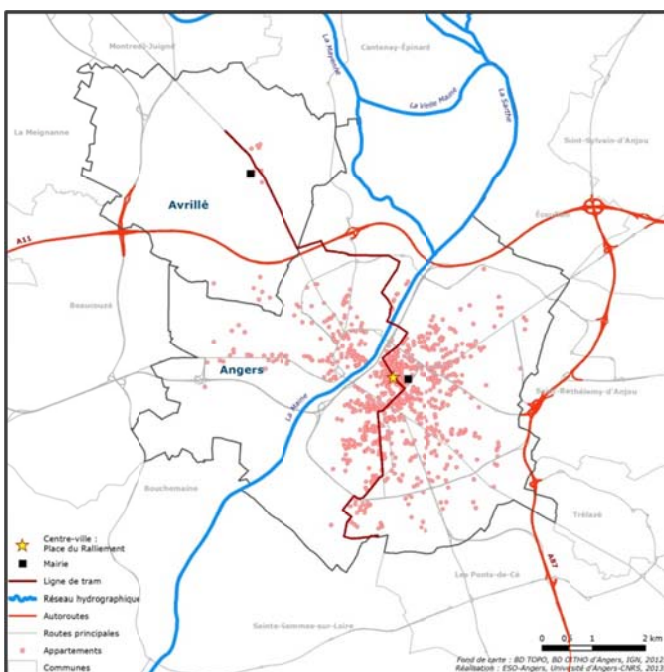 Montreuil-Juigné
La Mayenne
Cantenay-Épinard
La Vieille Maine
La Sarthe
La Meignanne
Saint-Sylvain-d'Anjou
Avrillé
Écouflant
A11
Beaucouzé
Angers
Saint-Barthélemy-d'Anjou
La Maine
Bouchemaine
Trélazé
A87
Les Ponts-de-Cé
Sainte-Gemmes-sur-Loire
Centre-ville :
Place du Ralliement
Mairie
Ligne de tram
Réseau hydrographique
Autoroutes
Routes principales
Appartements
Communes
0 1 2 km
Fond de carte : BD TOPO, BD ORTHO d'Angers, IGN, 2012
Réalisation : ESO-Angers, Université d'Angers-CNRS, 2013